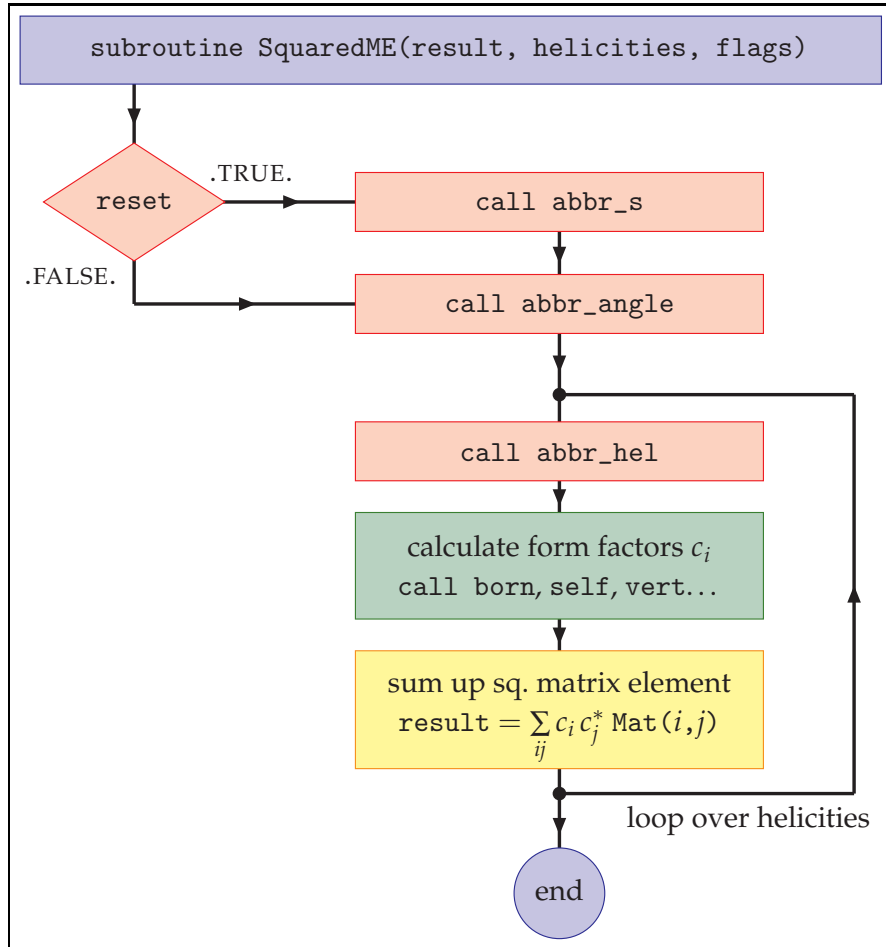 subroutine SquaredME(result, helicities, flags)
reset
.TRUE.
call abbr_s
.FALSE.
call abbr_angle
call abbr_hel
calculate form factors c_i
call born, self, vert...
sum up sq. matrix element
result = ∑_{ij} c_i c_j^* Mat(i,j)
loop over helicities
end